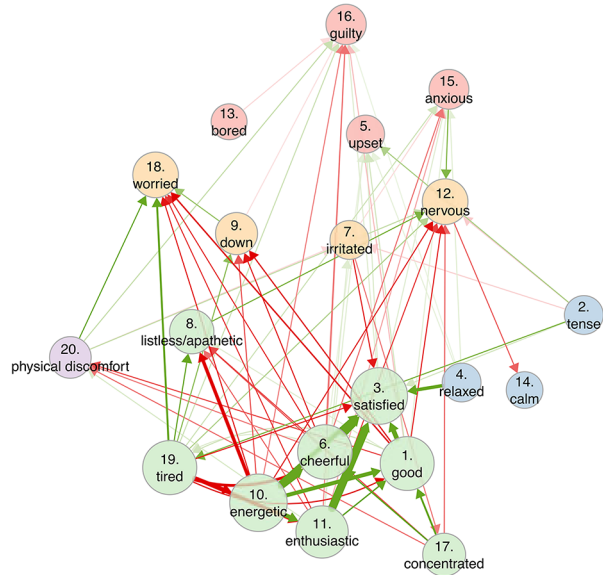 16.
guilty
15.
anxious
13.
bored
5.
upset
18.
worried
12.
nervous
9.
down
7.
irritated
2.
tense
8.
listless/apathetic
20.
physical discomfort
3.
satisfied
4.
relaxed
14.
calm
6.
cheerful
1.
good
19.
tired
10.
energetic
11.
enthusiastic
17.
concentrated